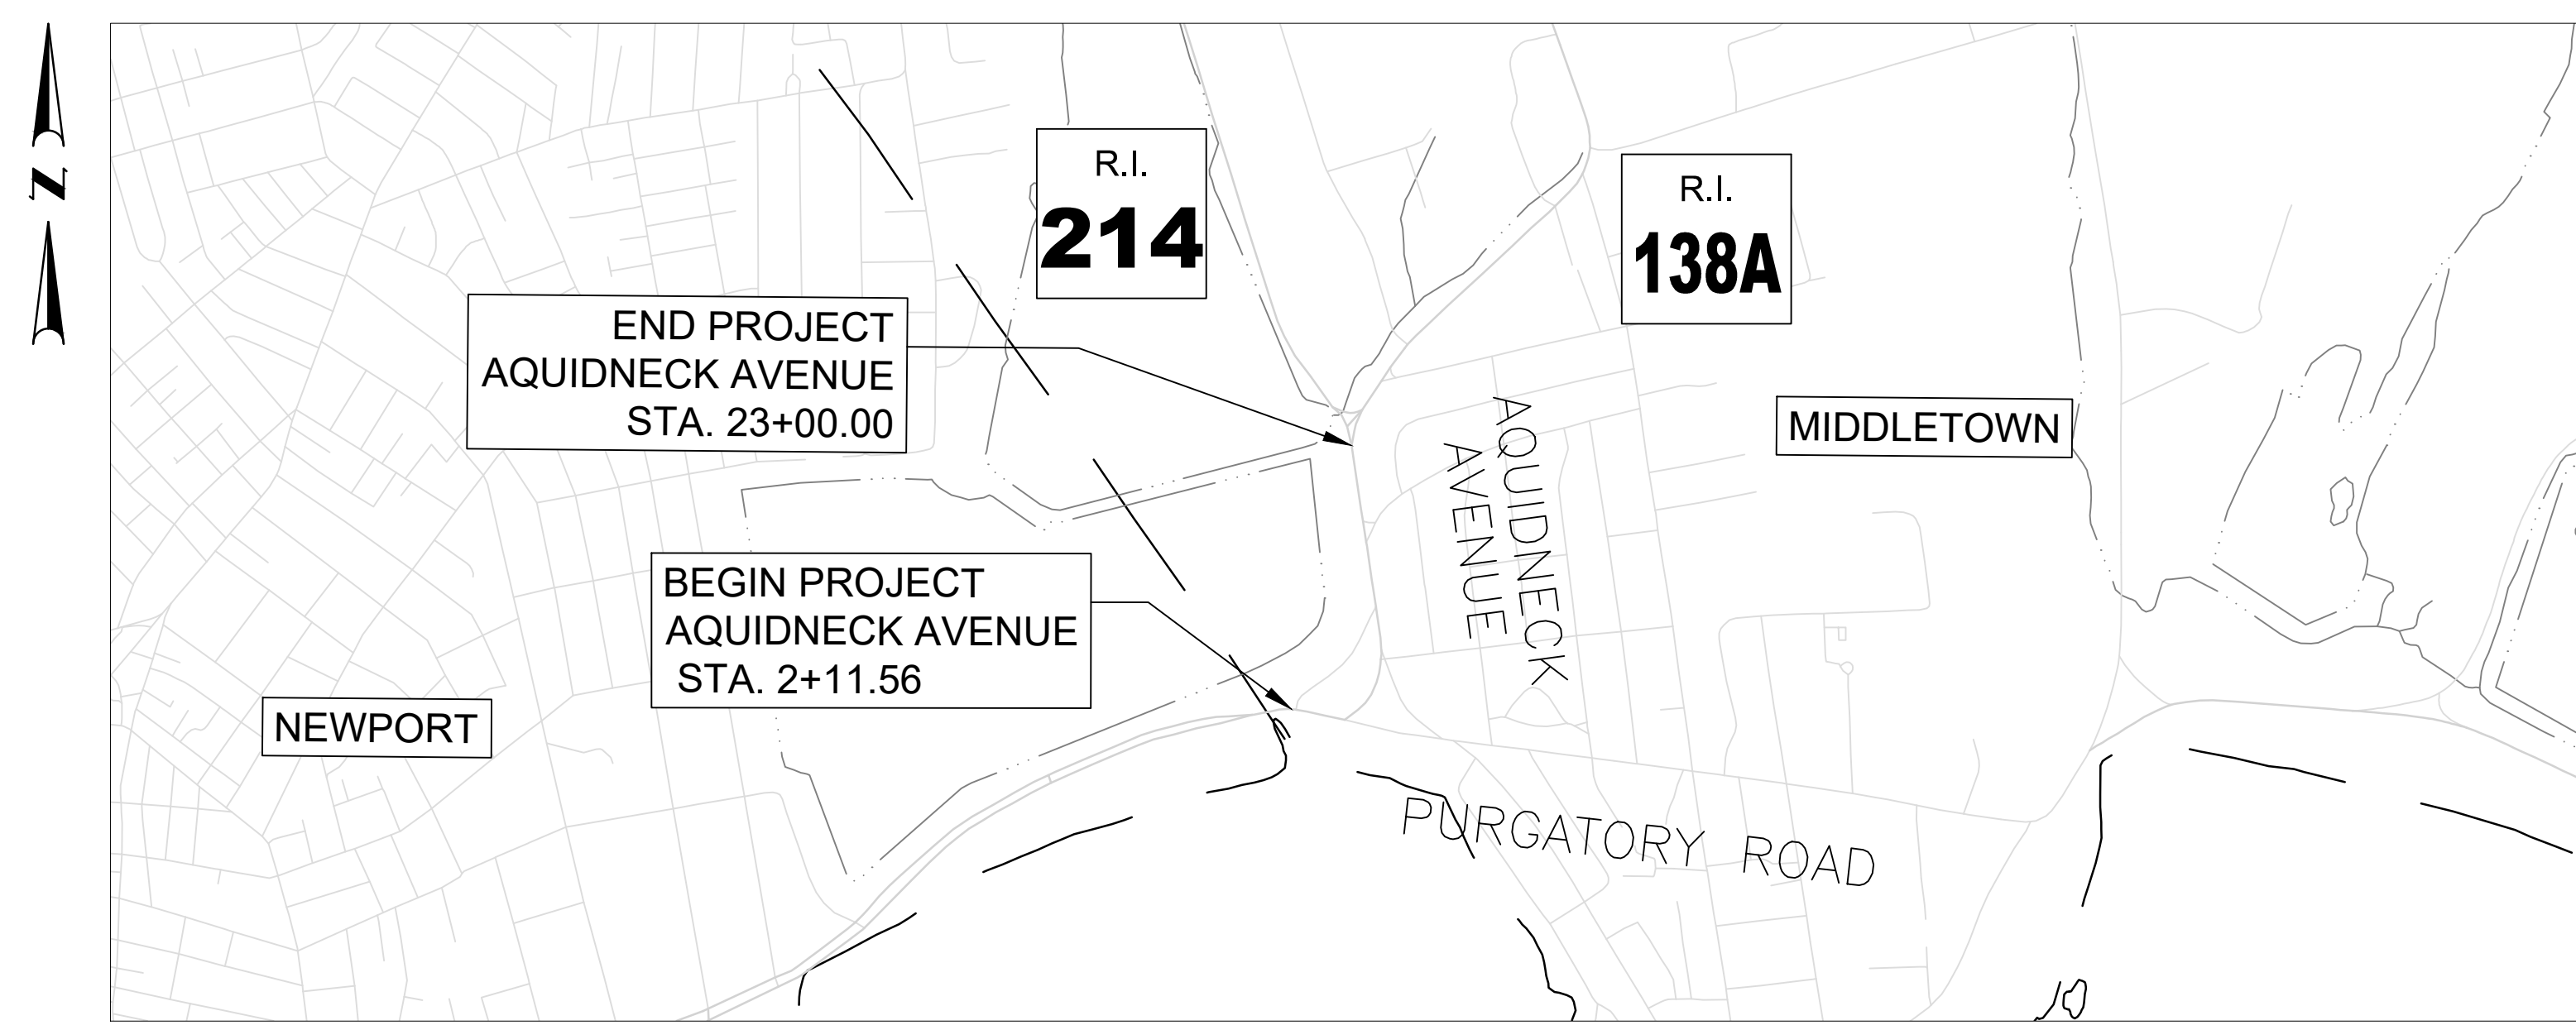 N
R.I.
214
R.I.
138A
END PROJECT
AQUIDNECK AVENUE
STA. 23+00.00
MIDDLETOWN
AQUIDNECK
AVENUE
BEGIN PROJECT
AQUIDNECK AVENUE
STA. 2+11.56
NEWPORT
PURGATORY ROAD